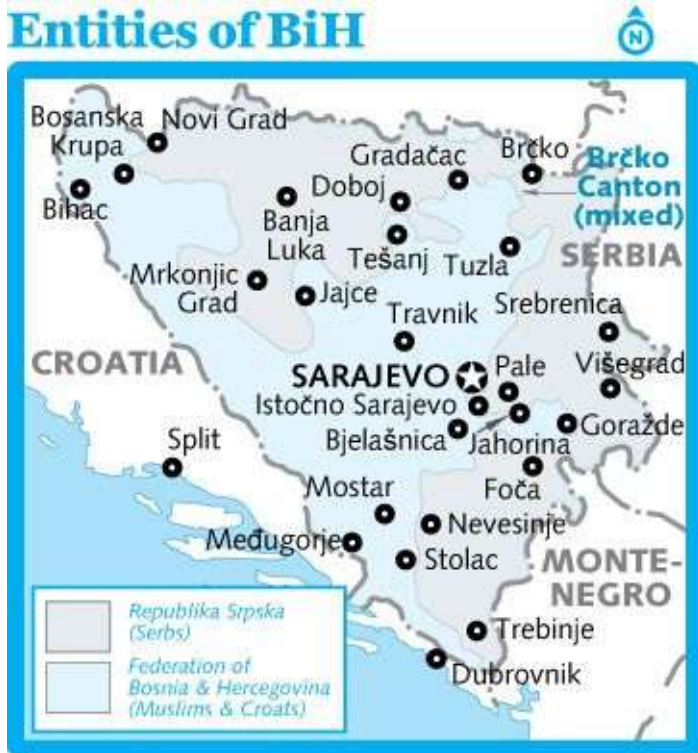 Entities of BiH
N
Bosanska
Krupa
Novi Grad
Gradačac
Brčko
Brčko
Canton
(mixed)
Bihac
Banja
Luka
Doboj
Tešanj
Tuzla
SERBIA
Mrkonjic
Grad
Jajce
Travnik
Srebrenica
CROATIA
SARAJEVO
Pale
Višegrad
Istočno Sarajevo
Bjelašnica
Jahorina
Goražde
Split
Foča
Mostar
Nevesinje
Međugorje
Stolac
MONTE-
NEGRO
Trebinje
Dubrovnik
Republika Srpska
(Serbs)
Federation of
Bosnia & Hercegovina
(Muslims & Croats)